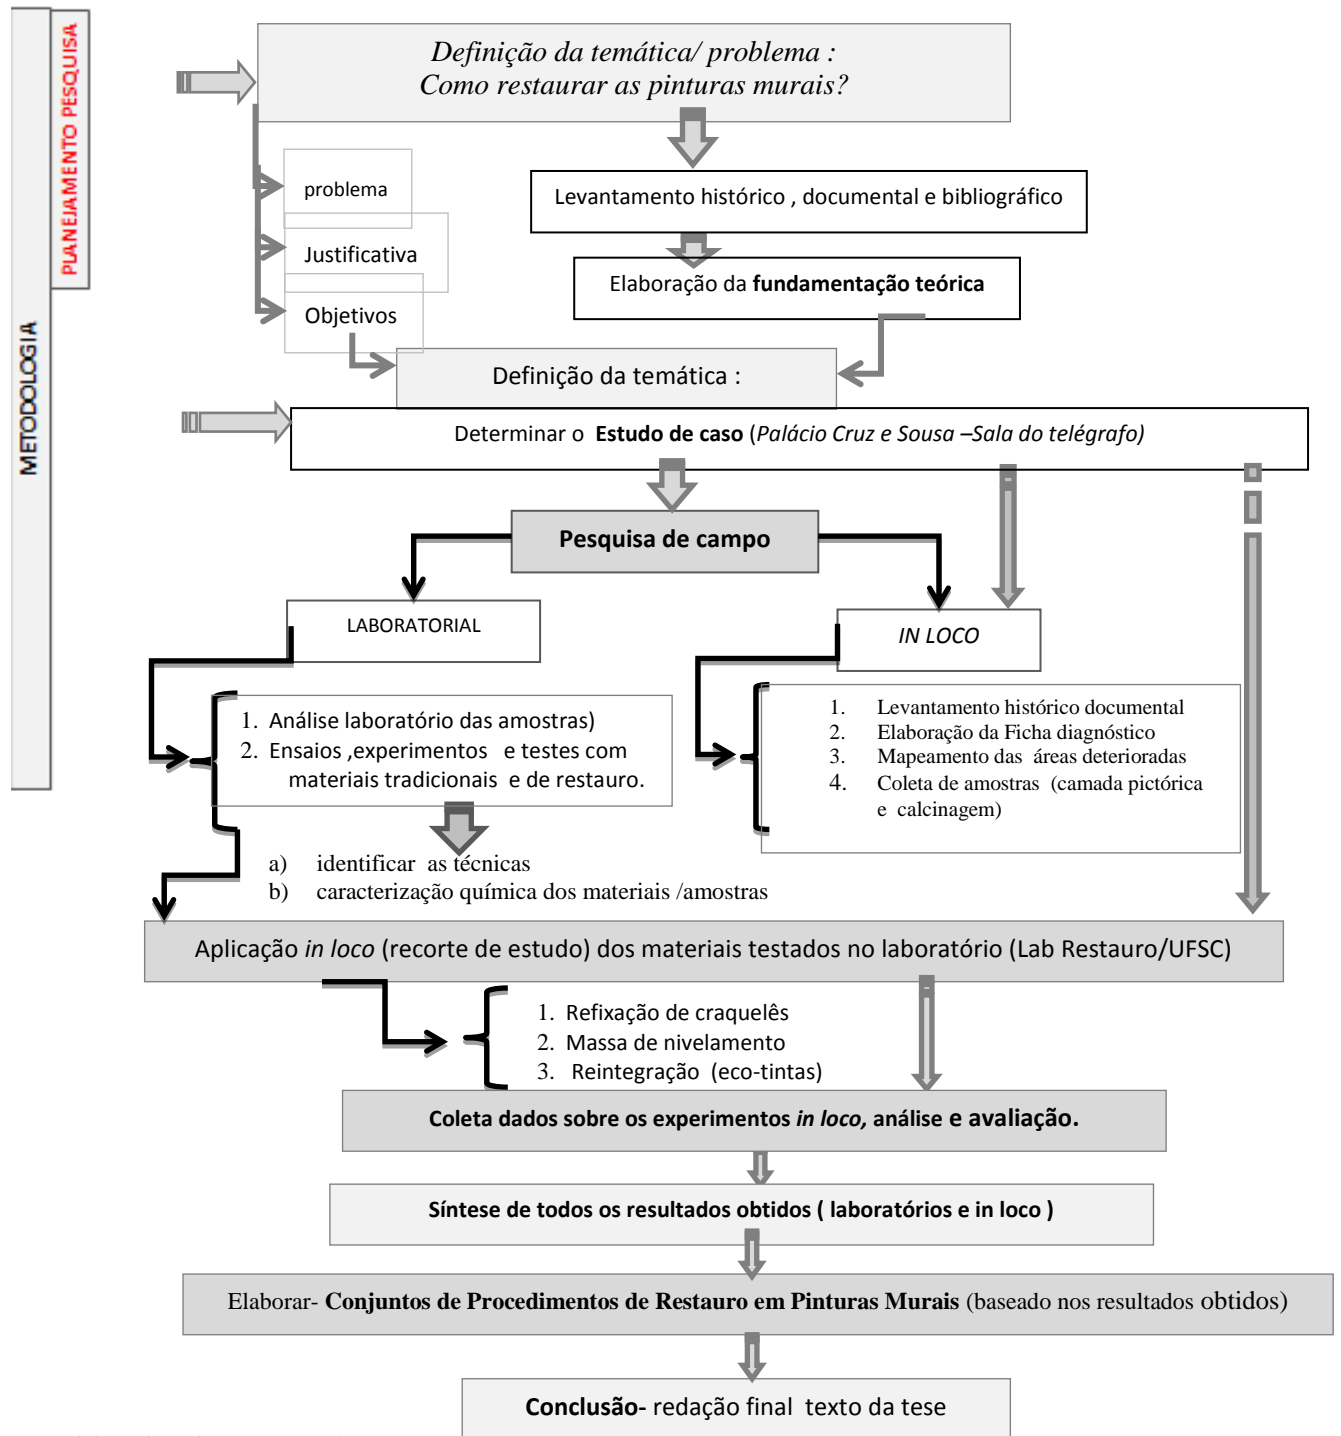 METODOLOGIA
PLANEJAMENTO PESQUISA
Definição da temática/ problema :
Como restaurar as pinturas murais?
problema
Justificativa
Objetivos
Levantamento histórico , documental e bibliográfico
Elaboração da fundamentação teórica
Definição da temática :
Determinar o Estudo de caso (Palácio Cruz e Sousa –Sala do telégrafo)
Pesquisa de campo
LABORATORIAL
IN LOCO
1. Análise laboratório das amostras)
2. Ensaios ,experimentos e testes com
materiais tradicionais e de restauro.
1. Levantamento histórico documental
2. Elaboração da Ficha diagnóstico
3. Mapeamento das áreas deterioradas
4. Coleta de amostras (camada pictórica
e calcinagem)
a) identificar as técnicas
b) caracterização química dos materiais /amostras
Aplicação in loco (recorte de estudo) dos materiais testados no laboratório (Lab Restauro/UFSC)
1. Refixação de craquelês
2. Massa de nivelamento
3. Reintegração (eco-tintas)
Coleta dados sobre os experimentos in loco, análise e avaliação.
Síntese de todos os resultados obtidos ( laboratórios e in loco )
Elaborar- Conjuntos de Procedimentos de Restauro em Pinturas Murais (baseado nos resultados obtidos)
Conclusão- redação final texto da tese